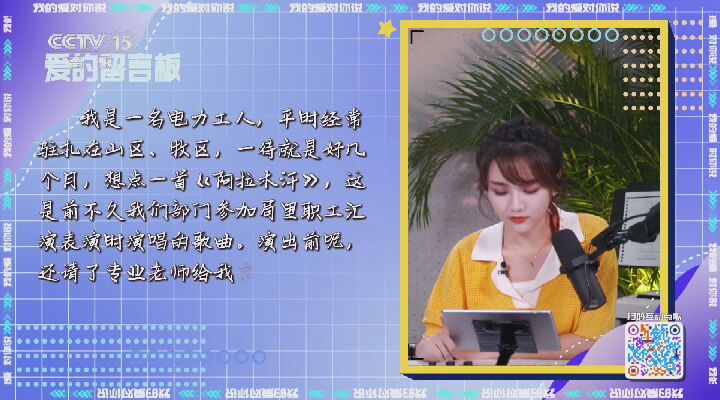 我的爱对你说
CCTV 15
爱的留言板
我是一名电力工人，平时经常
驻扎在山区、牧区，一待就是好几
个月，想点一首《阿拉木汗》，这
是前不久我们部门参加局里职工汇
演表演时演唱的歌曲。演出前呢，
还请了专业老师给我
扫码互动点歌